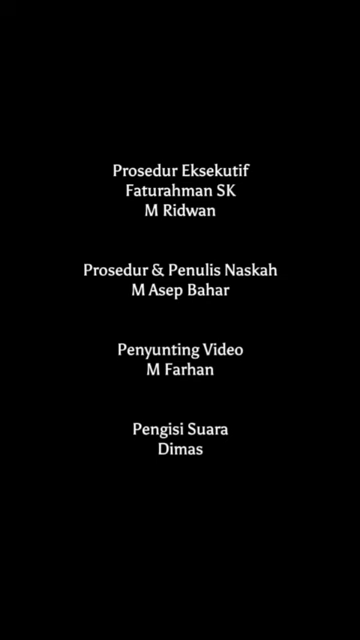 Prosedur Eksekutif
Faturahman SK
M Ridwan
Prosedur & Penulis Naskah
M Asep Bahar
Penyunting Video
M Farhan
Pengisi Suara
Dimas